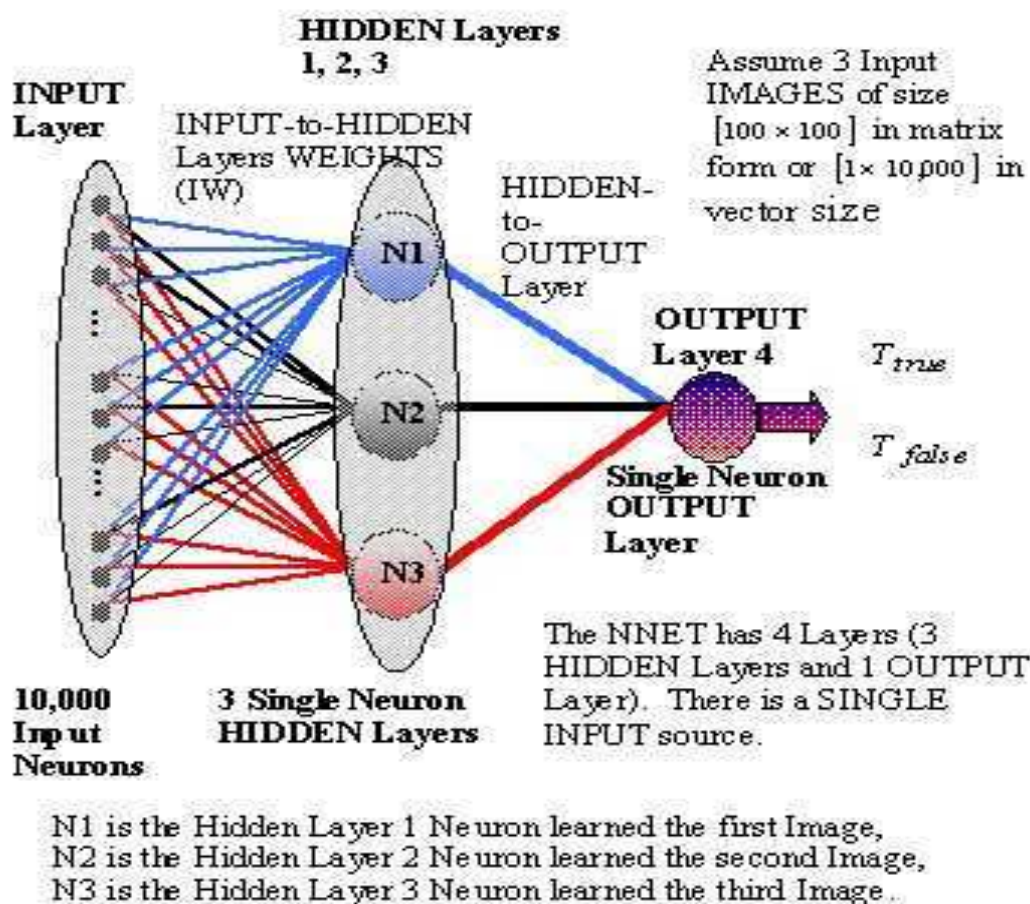 HIDDEN Layers
1, 2, 3
INPUT
Layer
INPUT-to-HIDDEN
Layers WEIGHTS
(IW)
Assume 3 Input
IMAGES of size
[100 × 100] in matrix
form or [1 × 10,000] in
vector size
HIDDEN-
to-
OUTPUT
Layer
N1
N2
N3
OUTPUT
Layer 4
T true
T false
Single Neuron
OUTPUT
Layer
10,000
Input
Neurons
3 Single Neuron
HIDDEN Layers
The NNET has 4 Layers (3
HIDDEN Layers and 1 OUTPUT
Layer). There is a SINGLE
INPUT source.
N1 is the Hidden Layer 1 Neuron learned the first Image,
N2 is the Hidden Layer 2 Neuron learned the second Image,
N3 is the Hidden Layer 3 Neuron learned the third Image.